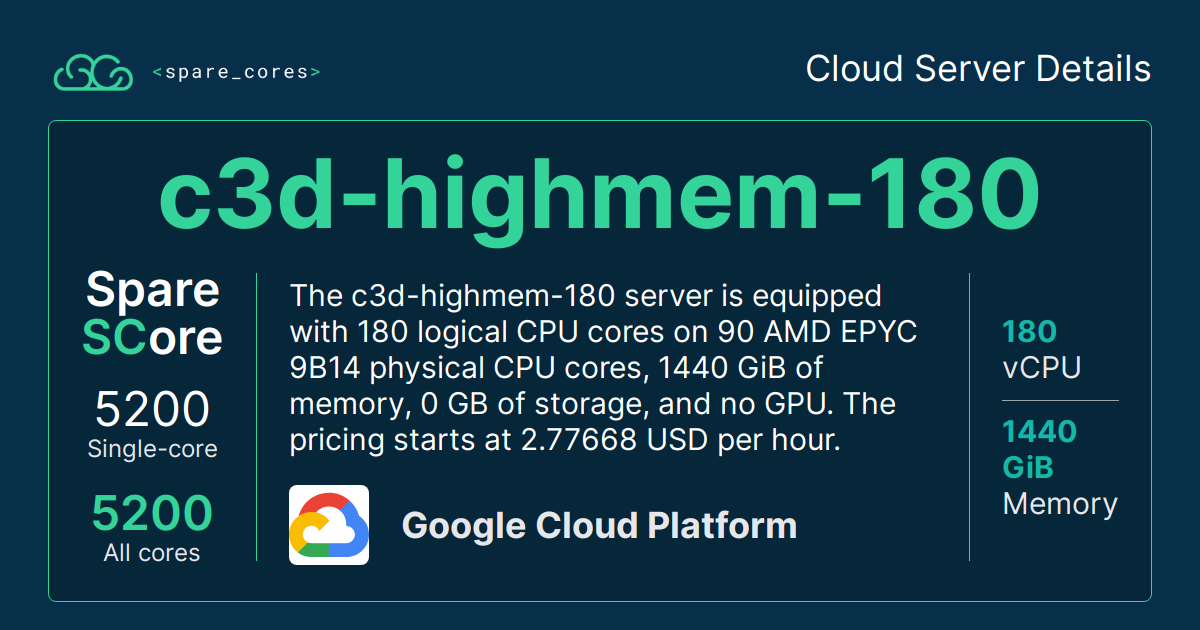 <spare_cores>
Cloud Server Details
c3d-highmem-180
Spare
SCore
5200
Single-core
5200
All cores
The c3d-highmem-180 server is equipped
with 180 logical CPU cores on 90 AMD EPYC
9B14 physical CPU cores, 1440 GiB of
memory, 0 GB of storage, and no GPU. The
pricing starts at 2.77668 USD per hour.
Google Cloud Platform
180
vCPU
1440
GiB
Memory